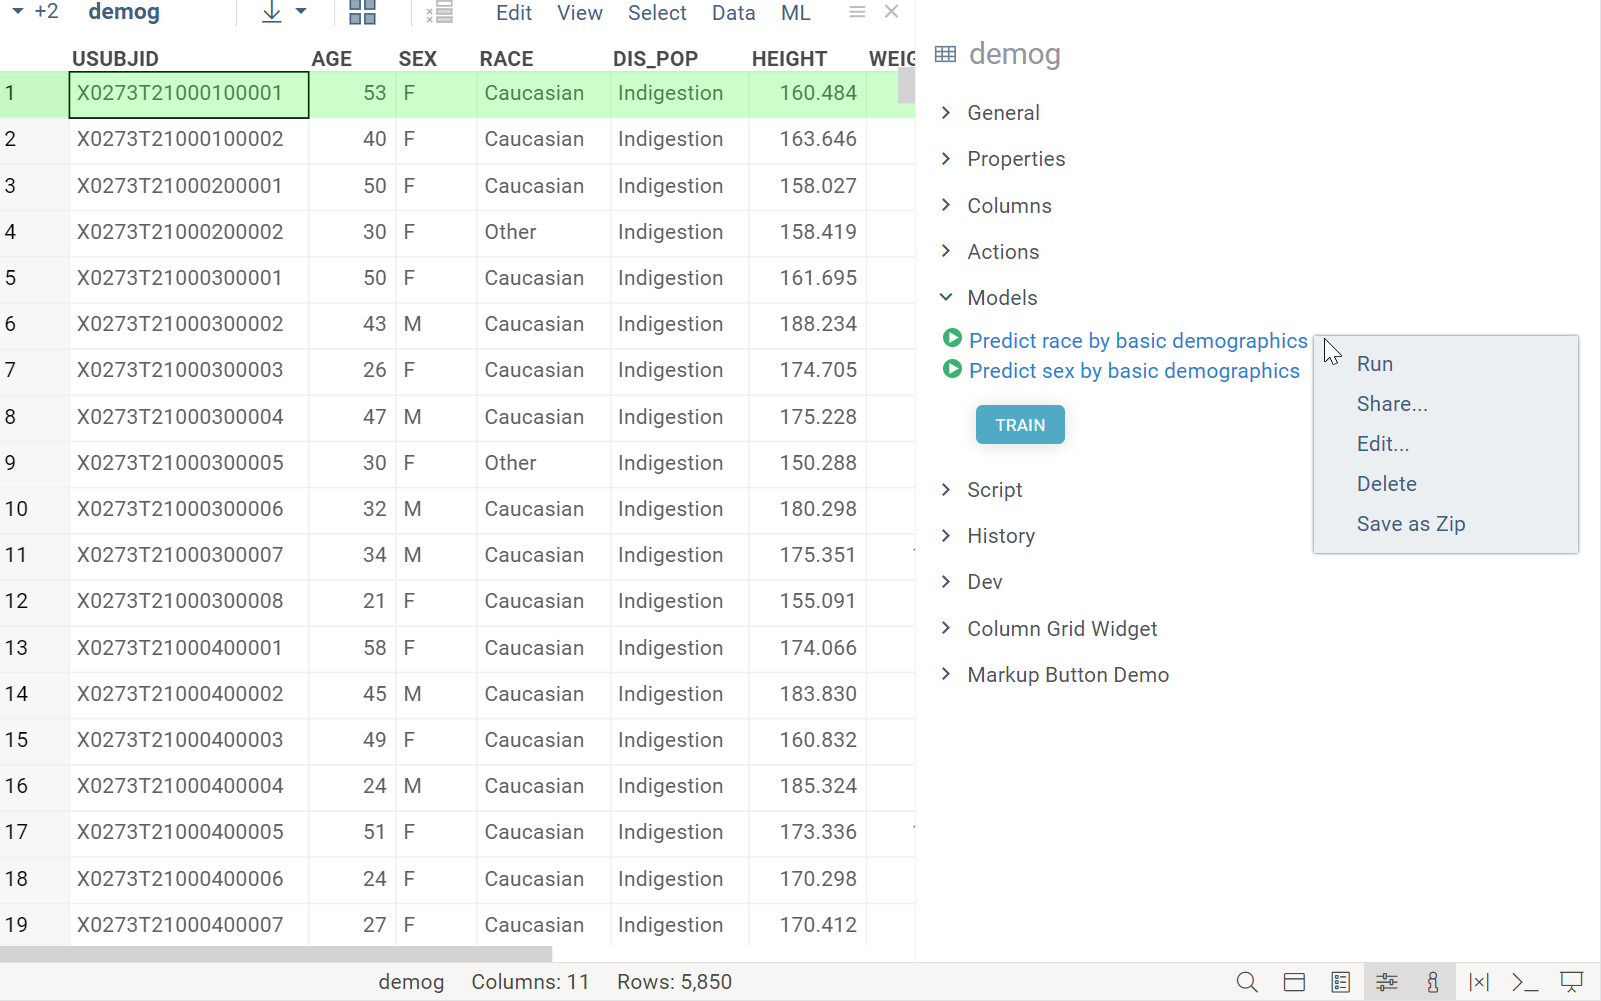 +2 demog Edit View Select Data ML
USUBJID AGE SEX RACE DIS_POP HEIGHT WEIG
1 X0273T21000100001 53 F Caucasian Indigestion 160.484
2 X0273T21000100002 40 F Caucasian Indigestion 163.646
3 X0273T21000200001 50 F Caucasian Indigestion 158.027
4 X0273T21000200002 30 F Other Indigestion 158.419
5 X0273T21000300001 50 F Caucasian Indigestion 161.695
6 X0273T21000300002 43 M Caucasian Indigestion 188.234
7 X0273T21000300003 26 F Caucasian Indigestion 174.705
8 X0273T21000300004 47 M Caucasian Indigestion 175.228
9 X0273T21000300005 30 F Other Indigestion 150.288
10 X0273T21000300006 32 M Caucasian Indigestion 180.298
11 X0273T21000300007 34 M Caucasian Indigestion 175.351
12 X0273T21000300008 21 F Caucasian Indigestion 155.091
13 X0273T21000400001 58 F Caucasian Indigestion 174.066
14 X0273T21000400002 45 M Caucasian Indigestion 183.830
15 X0273T21000400003 49 F Caucasian Indigestion 160.832
16 X0273T21000400004 24 M Caucasian Indigestion 185.324
17 X0273T21000400005 51 F Caucasian Indigestion 173.336
18 X0273T21000400006 24 F Caucasian Indigestion 170.298
19 X0273T21000400007 27 F Caucasian Indigestion 170.412
demog
General
Properties
Columns
Actions
Models
Predict race by basic demographics
Predict sex by basic demographics
TRAIN
Script
History
Dev
Column Grid Widget
Markup Button Demo
Run
Share...
Edit...
Delete
Save as Zip
demog Columns: 11 Rows: 5,850